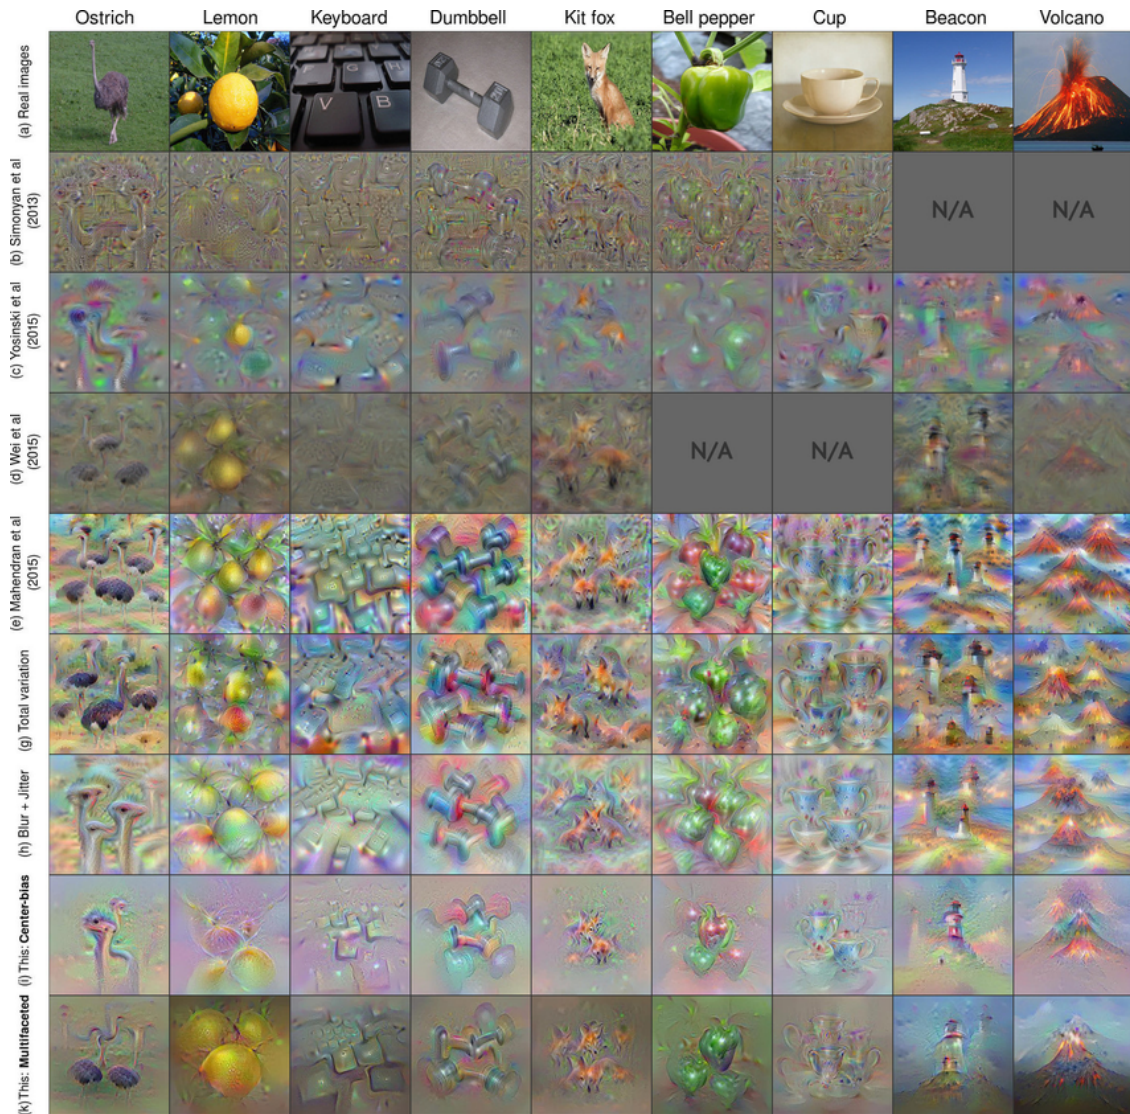 Ostrich Lemon Keyboard Dumbbell Kit fox Bell pepper Cup Beacon Volcano
(a) Real images
F G H
V B
(b) Simonyan et al
(2013)
N/A N/A
(c) Yosinski et al
(2015)
(d) Wei et al
(2015)
N/A N/A
(e) Mahendran et al
(2015)
(g) Total variation
(h) Blur + Jitter
(i) This: Center-bias
(k) This: Multifaceted